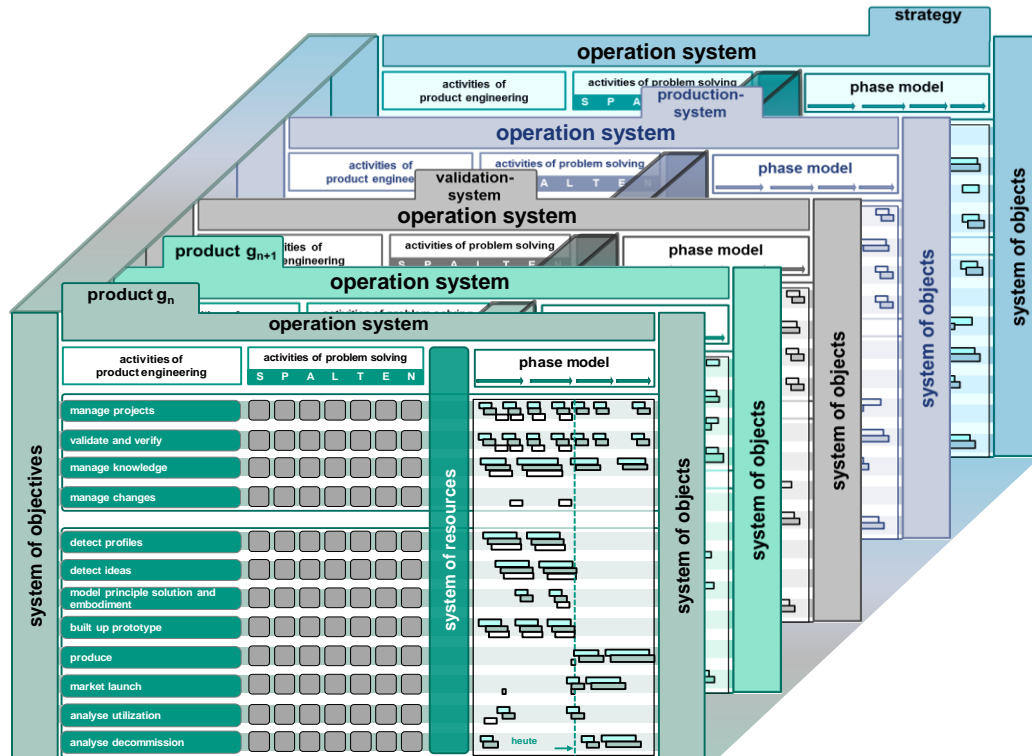 strategy
operation system
activities of
product engineering
activities of problem solving
S P A
phase model
system of objects
production-
system
operation system
activities of
product enginee
activities of problem solving
A L T E N
phase model
system of objects
validation-
system
operation system
ities of
engineering
activities of problem solving
S P A L T E N
phase model
system of objects
product gn+1
operation system
system of objects
product gn
operation system
activities of
product engineering
activities of problem solving
S P A L T E N
phase model
system of objectives
system of resources
system of objects
manage projects
validate and verify
manage knowledge
manage changes
detect profiles
detect ideas
model principle solution and
embodiment
built up prototype
produce
market launch
analyse utilization
analyse decommission
heute